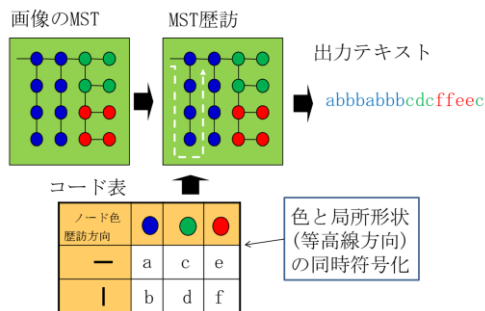 画像のMST
MST歴訪
出力テキスト
abbbabbbcdcffeec
コード表
ノード色
歴訪方向
a c e
b d f
色と局所形状
(等高線方向)
の同時符号化